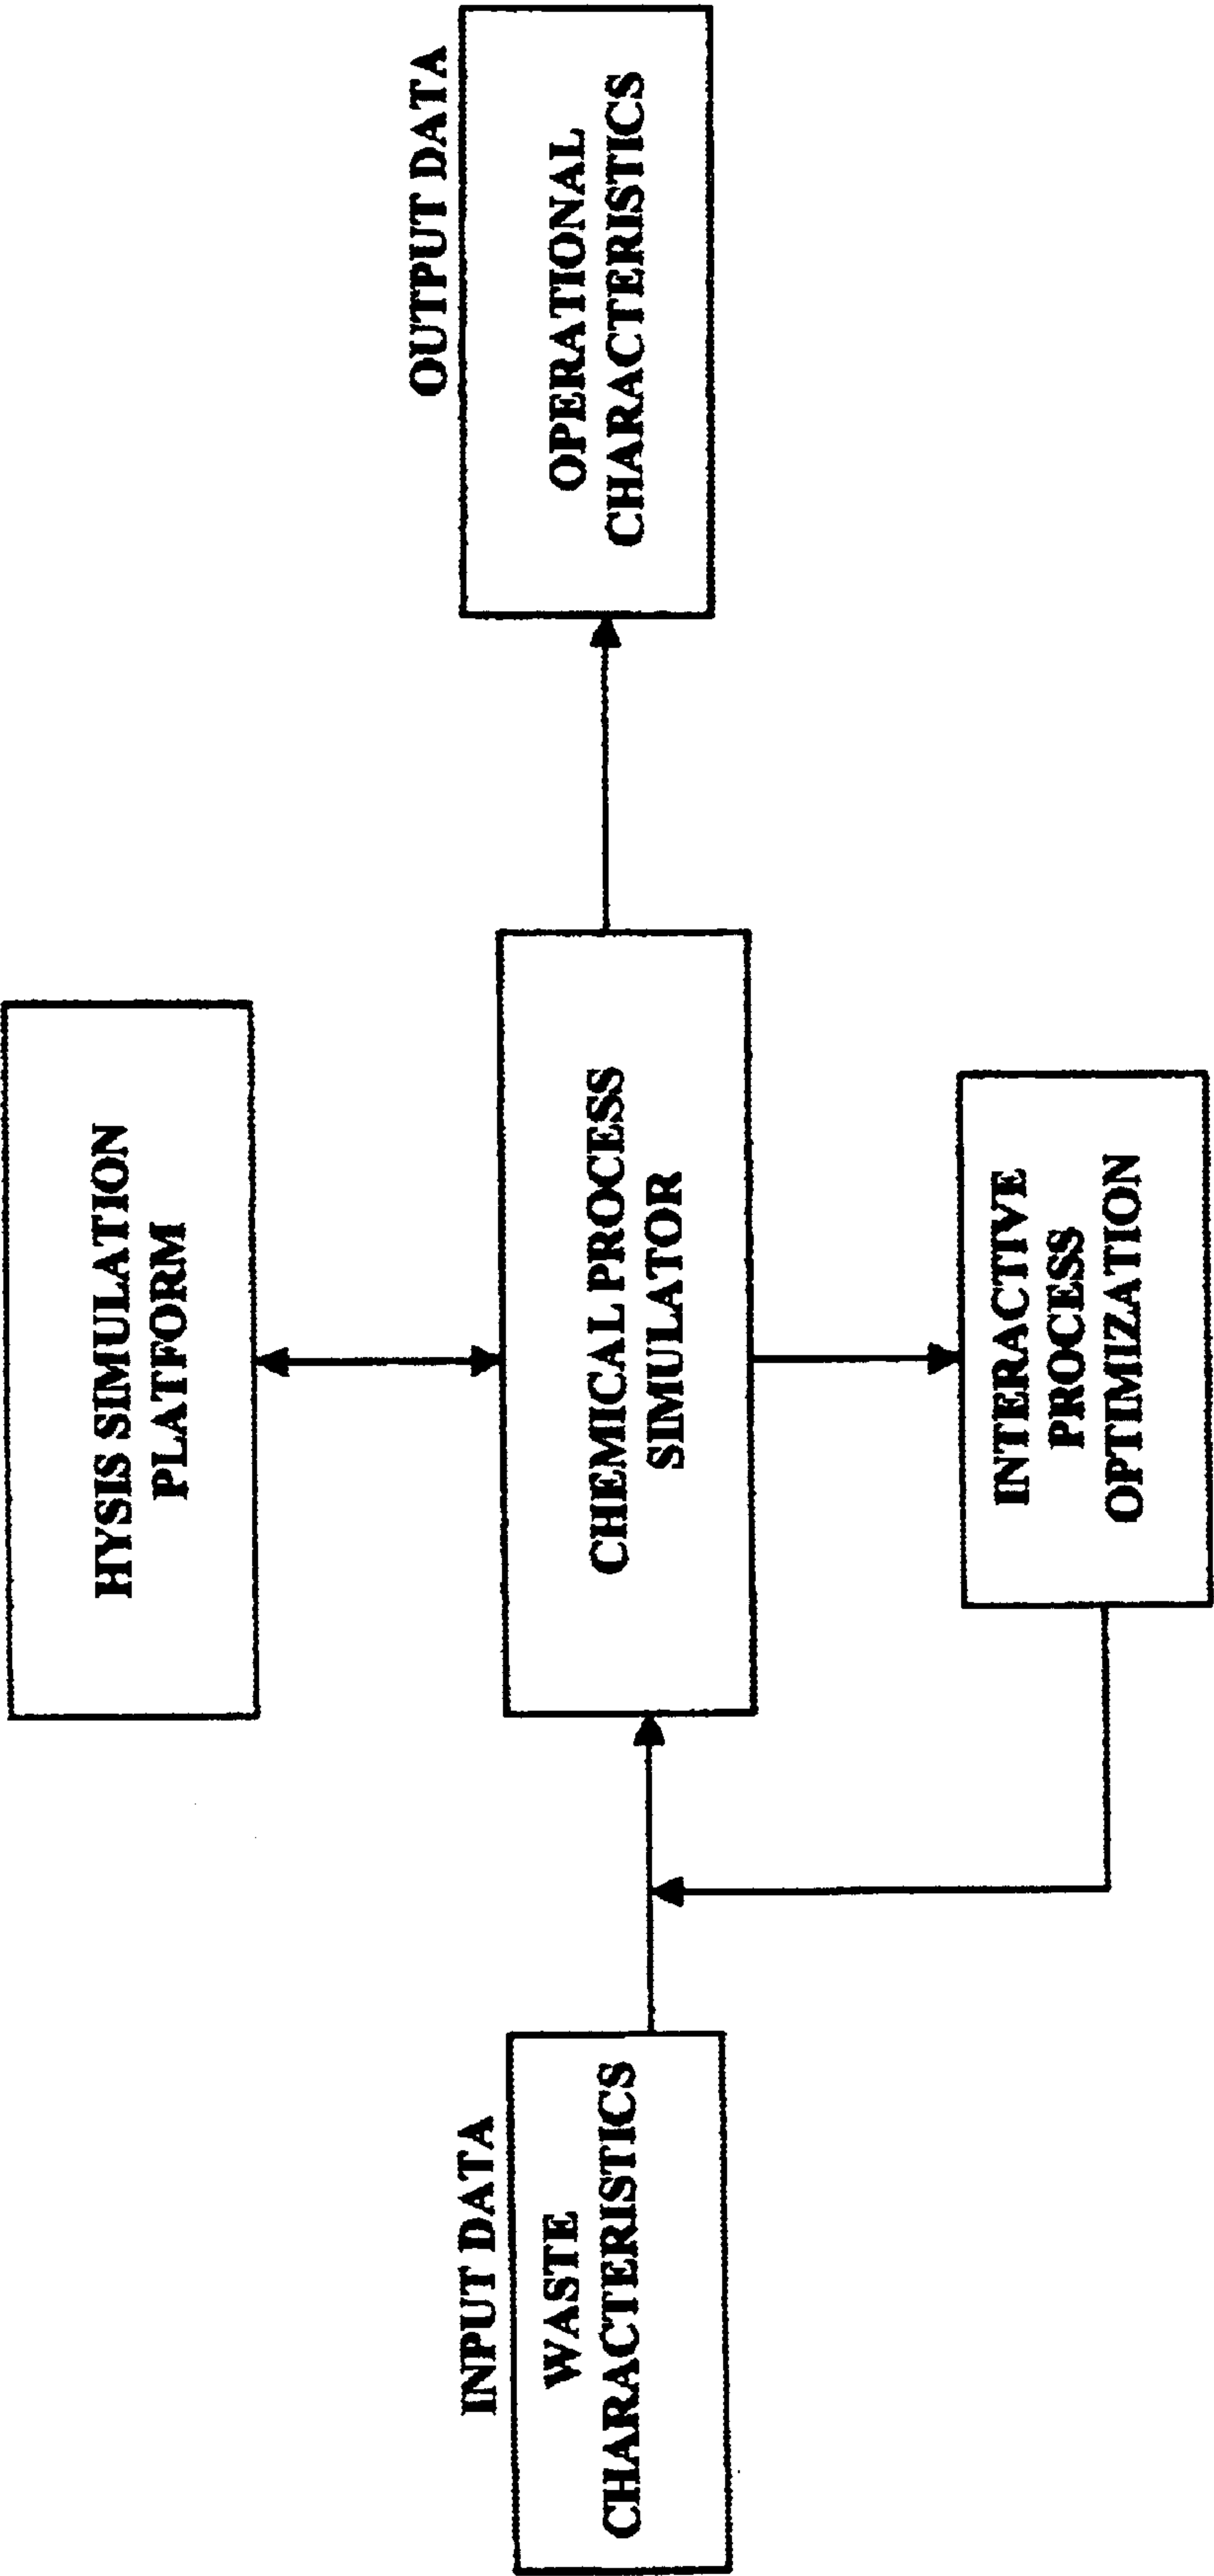 HYSIS SIMULATION
PLATFORM
INPUT DATA
WASTE
CHARACTERISTICS
CHEMICAL PROCESS
SIMULATOR
OUTPUT DATA
OPERATIONAL
CHARACTERISTICS
INTERACTIVE
PROCESS
OPTIMIZATION